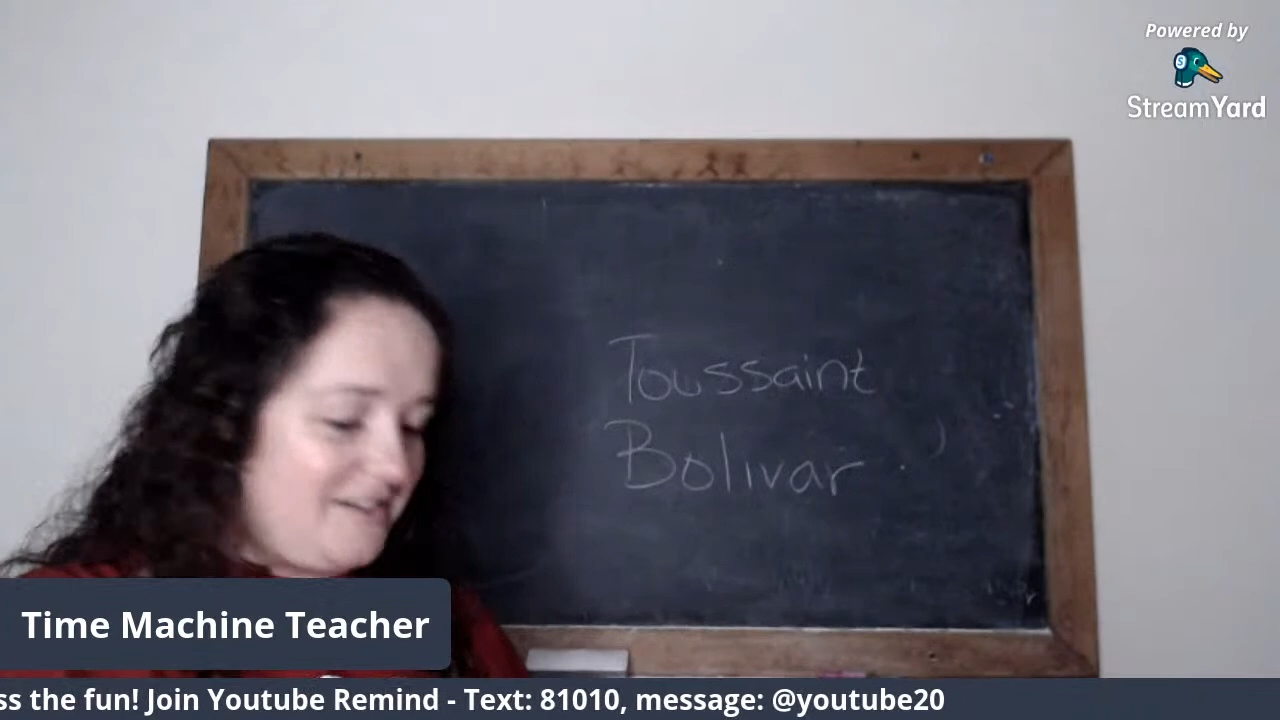 Powered by
StreamYard
Toussaint
Bolivar
Time Machine Teacher
ss the fun! Join Youtube Remind - Text: 81010, message: @youtube20